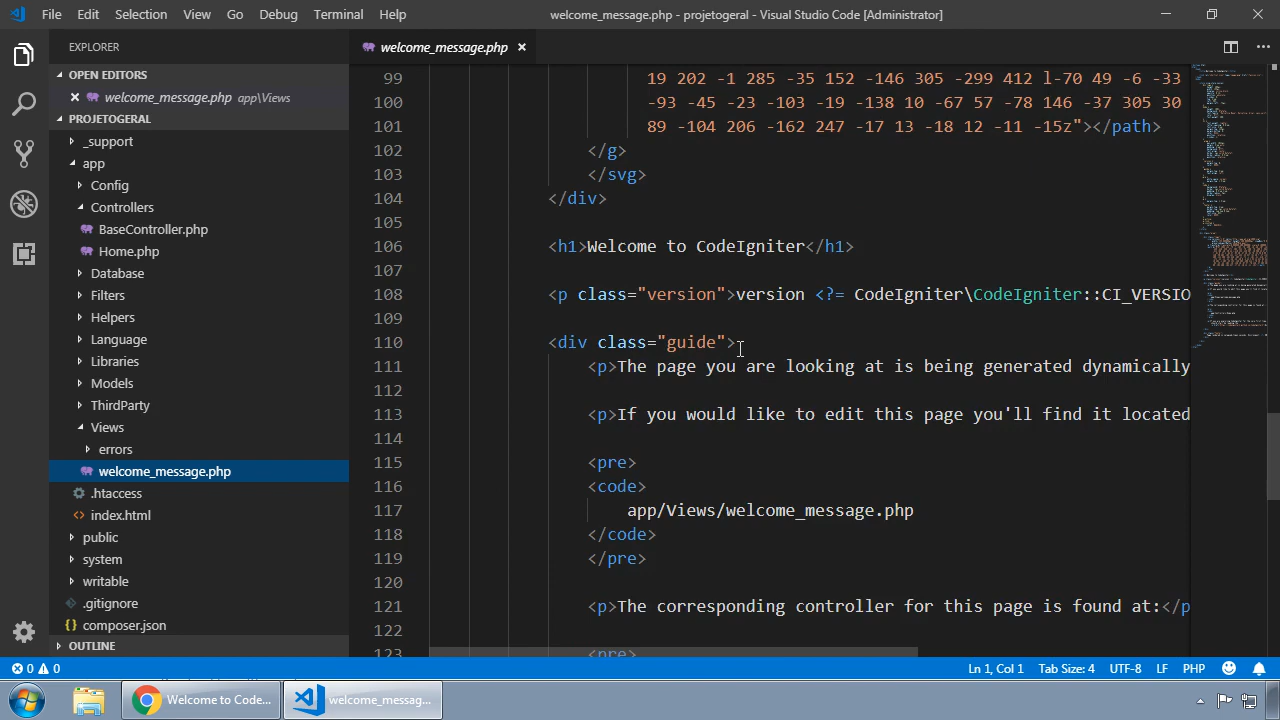 File Edit Selection View Go Debug Terminal Help
welcome_message.php - projetogeral - Visual Studio Code [Administrator]
EXPLORER
OPEN EDITORS
welcome_message.php app\Views
PROJETOGERAL
_support
app
Config
Controllers
BaseController.php
Home.php
Database
Filters
Helpers
Language
Libraries
Models
ThirdParty
Views
errors
welcome_message.php
.htaccess
index.html
public
system
writable
.gitignore
{} composer.json
OUTLINE
welcome_message.php
99 19 202 -1 285 -35 152 -146 305 -299 412 l-70 49 -6 -33
100 -93 -45 -23 -103 -19 -138 10 -67 57 -78 146 -37 305 30
101 89 -104 206 -162 247 -17 13 -18 12 -11 -15z"></path>
102 </g>
103 </svg>
104 </div>
105
106 <h1>Welcome to CodeIgniter</h1>
107
108 <p class="version">version <?= CodeIgniter\CodeIgniter::CI_VERSIO
109
110 <div class="guide">
111 <p>The page you are looking at is being generated dynamically
112
113 <p>If you would like to edit this page you'll find it located
114
115 <pre>
116 <code>
117 app/Views/welcome_message.php
118 </code>
119 </pre>
120
121 <p>The corresponding controller for this page is found at:</p
122
123 <pre>
0 0
Ln 1, Col 1 Tab Size: 4 UTF-8 LF PHP
Welcome to Code...
welcome_messag...